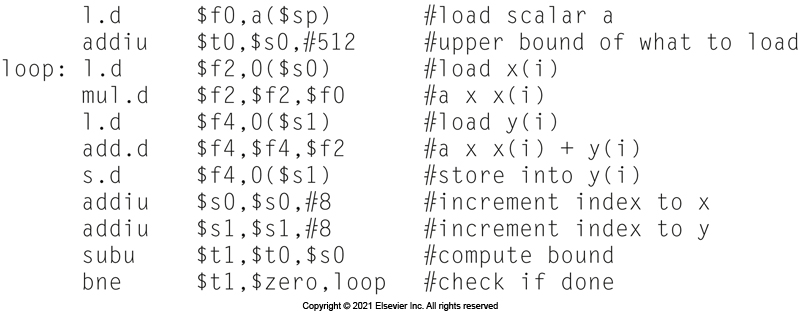 l.d $f0,a($sp) #load scalar a
addiu $t0,$s0,#512 #upper bound of what to load
loop: l.d $f2,0($s0) #load x(i)
mul.d $f2,$f2,$f0 #a x x(i)
l.d $f4,0($s1) #load y(i)
add.d $f4,$f4,$f2 #a x x(i) + y(i)
s.d $f4,0($s1) #store into y(i)
addiu $s0,$s0,#8 #increment index to x
addiu $s1,$s1,#8 #increment index to y
subu $t1,$t0,$s0 #compute bound
bne $t1,$zero,loop #check if done
Copyright © 2021 Elsevier Inc. All rights reserved